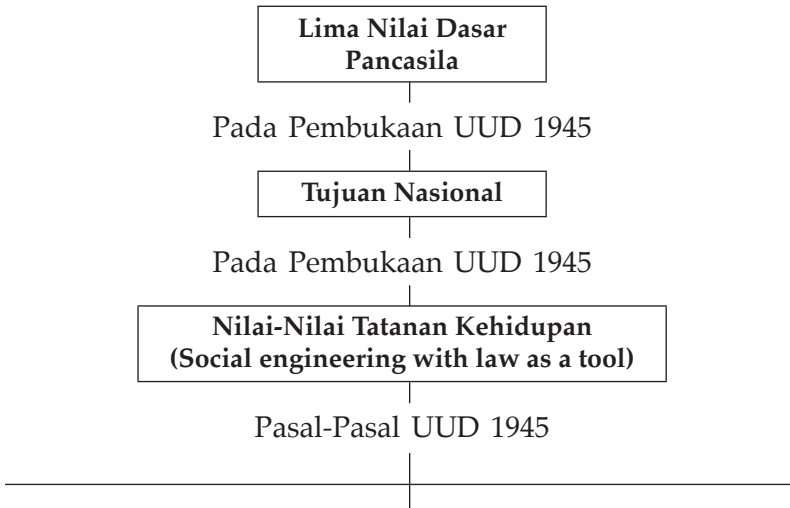 Lima Nilai Dasar
Pancasila
Pada Pembukaan UUD 1945
Tujuan Nasional
Pada Pembukaan UUD 1945
Nilai-Nilai Tatanan Kehidupan
(Social engineering with law as a tool)
Pasal-Pasal UUD 1945